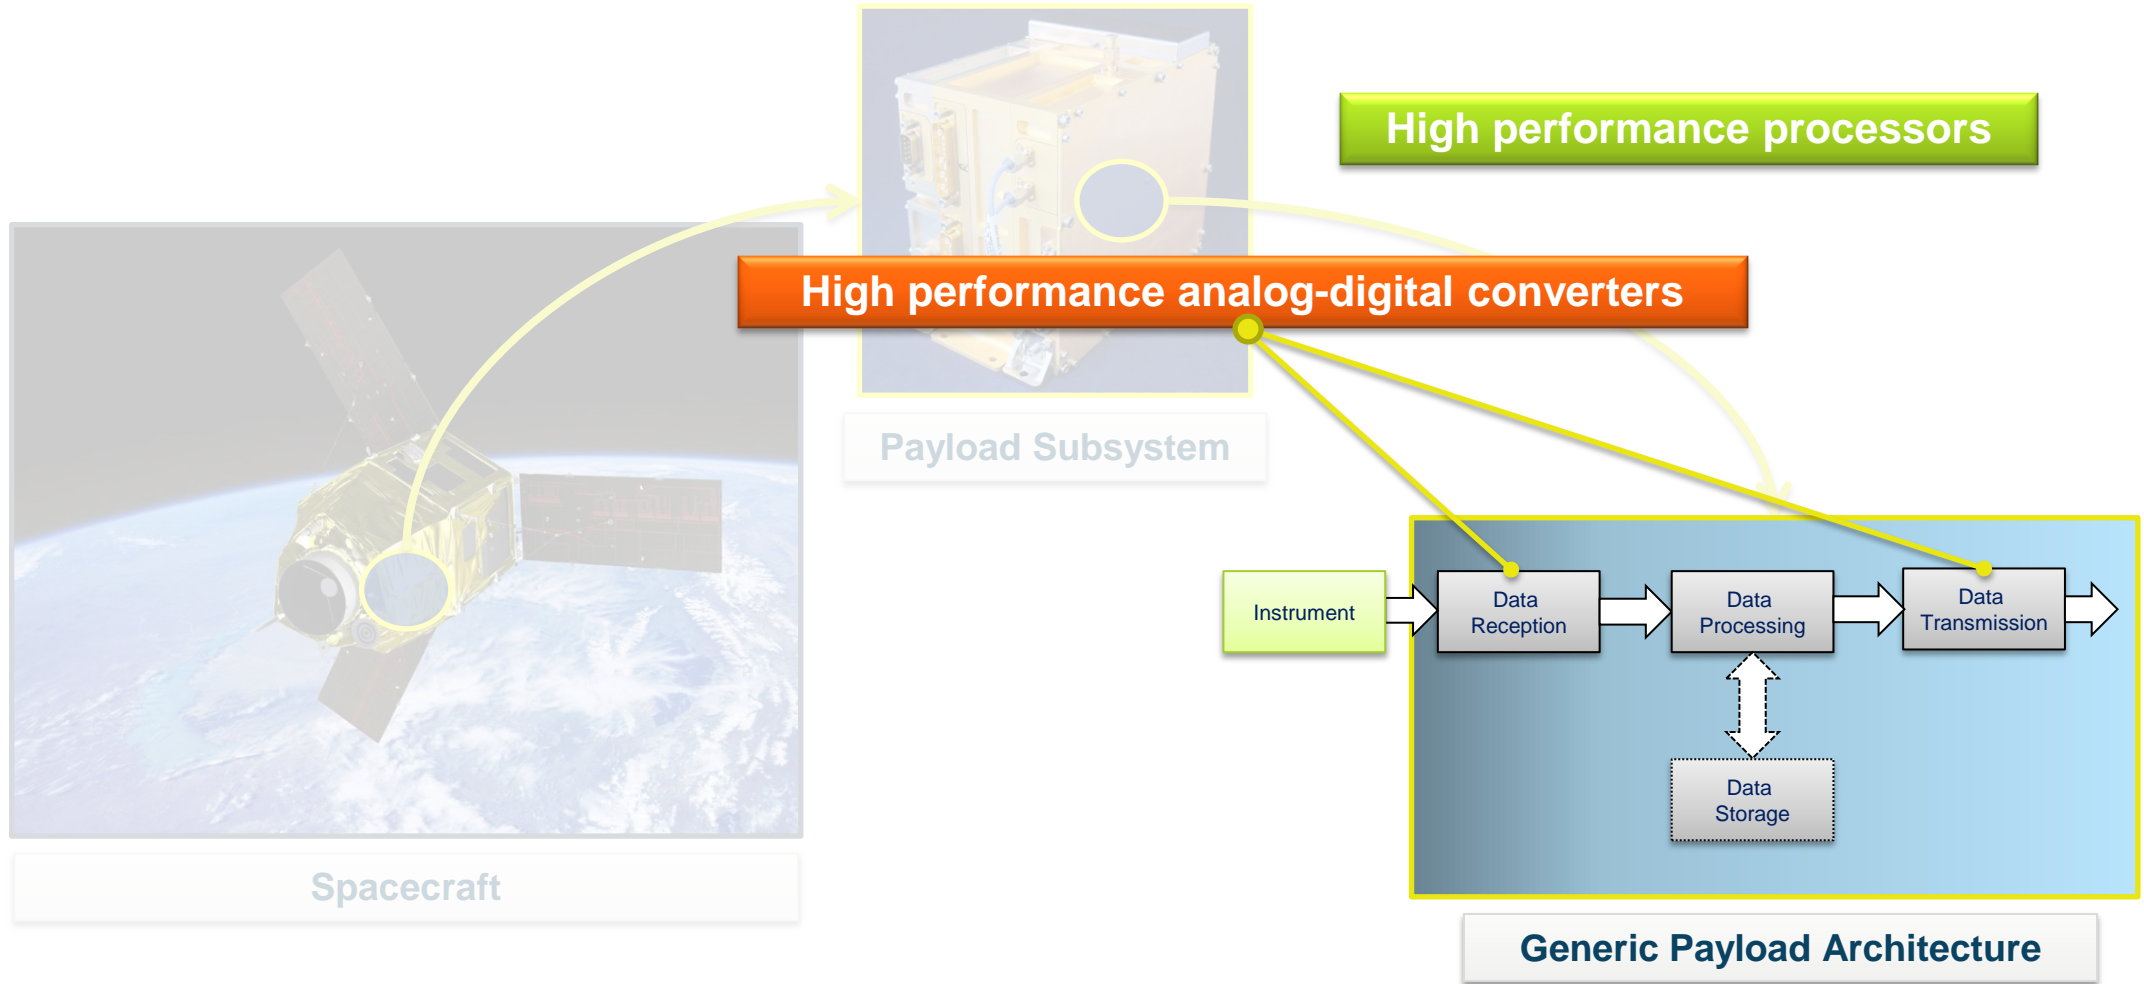 High performance processors
High performance analog-digital converters
Payload Subsystem
Instrument
Data
Reception
Data
Processing
Data
Transmission
Data
Storage
Spacecraft
Generic Payload Architecture